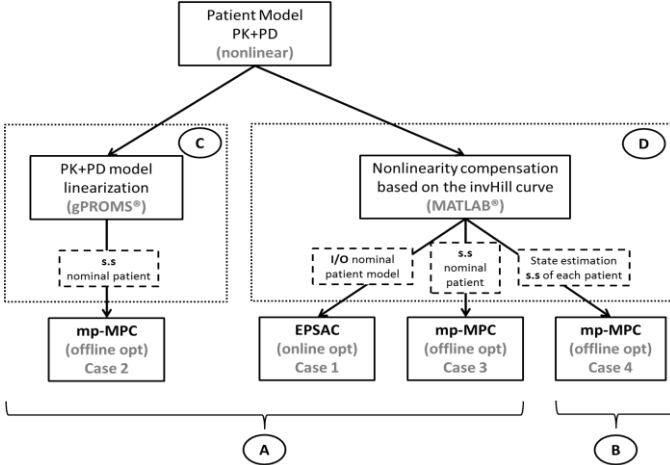 Patient Model
PK+PD
(nonlinear)
C
D
PK+PD model
linearization
(gPROMS®)
Nonlinearity compensation
based on the invHill curve
(MATLAB®)
s.s
nominal patient
I/O nominal
patient model
s.s
nominal
patient
State estimation
s.s of each patient
mp-MPC
(offline opt)
Case 2
EPSAC
(online opt)
Case 1
mp-MPC
(offline opt)
Case 3
mp-MPC
(offline opt)
Case 4
A
B